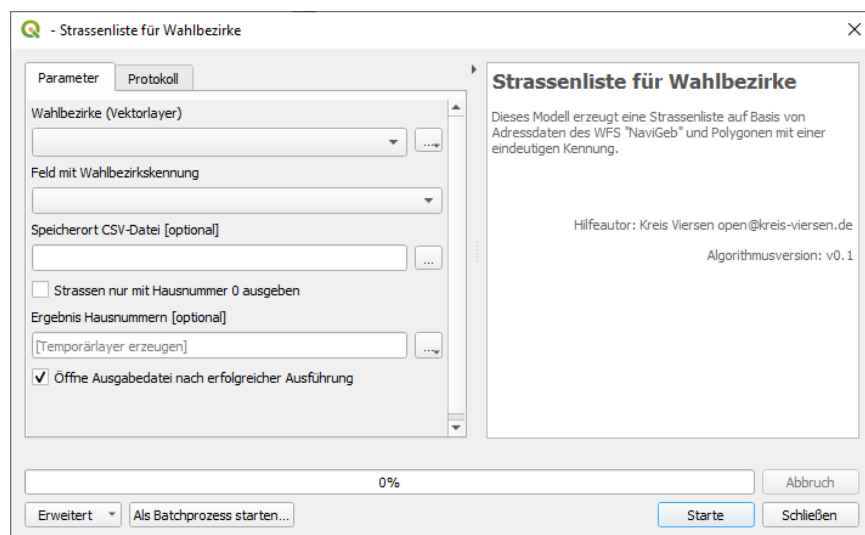 - Strassenliste für Wahlbezirke
Parameter
Protokoll
Wahlbezirke (Vektorlayer)
...
Feld mit Wahlbezirkskennung
Speicherort CSV-Datei [optional]
...
Strassen nur mit Hausnummer 0 ausgeben
Ergebnis Hausnummern [optional]
[Temporärlayer erzeugen]
...
Öffne Ausgabedatei nach erfolgreicher Ausführung
Strassenliste für Wahlbezirke
Dieses Modell erzeugt eine Strassenliste auf Basis von
Adressdaten des WFS "NaviGeb" und Polygonen mit einer
eindeutigen Kennung.
Hilfeautor: Kreis Viersen open@kreis-viersen.de
Algorithmusversion: v0.1
0%
Abbruch
Erweitert
Als Batchprozess starten...
Starte
Schließen